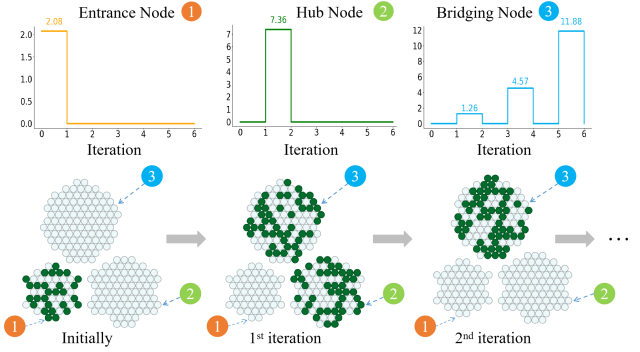 Entrance Node 1
Hub Node 2
Bridging Node 3
2.08
2.0
1.5
1.0
0.5
0.0
0 1 2 3 4 5 6
Iteration
7.36
7
6
5
4
3
2
1
0
0 1 2 3 4 5 6
Iteration
11.88
4.57
1.26
12
10
8
6
4
2
0
0 1 2 3 4 5 6
Iteration
3
2
1
Initially
3
2
1
1st iteration
3
2
1
2nd iteration
...